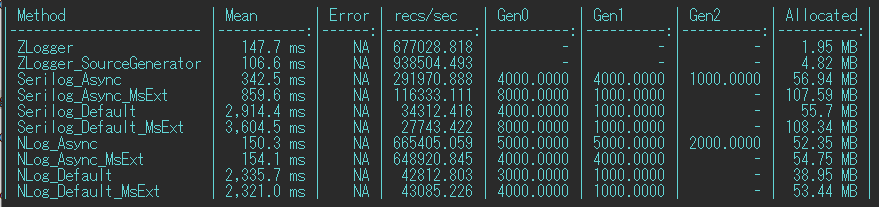 | Method | Mean | Error | recs/sec | Gen0 | Gen1 | Gen2 | Allocated |
|------------------------ |-----------:|------:|-----------:|----------:|----------:|----------:|----------:|
| ZLogger | 147.7 ms | NA | 677028.818 | - | - | - | 1.95 MB |
| ZLogger_SourceGenerator | 106.6 ms | NA | 938504.493 | - | - | - | 4.82 MB |
| Serilog_Async | 342.5 ms | NA | 291970.888 | 4000.0000 | 4000.0000 | 1000.0000 | 56.94 MB |
| Serilog_Async_MsExt | 859.6 ms | NA | 116333.111 | 8000.0000 | 1000.0000 | - | 107.59 MB |
| Serilog_Default | 2,914.4 ms | NA | 34312.416 | 4000.0000 | 1000.0000 | - | 55.7 MB |
| Serilog_Default_MsExt | 3,604.5 ms | NA | 27743.422 | 8000.0000 | 1000.0000 | - | 108.34 MB |
| NLog_Async | 150.3 ms | NA | 665405.059 | 5000.0000 | 5000.0000 | 2000.0000 | 52.35 MB |
| NLog_Async_MsExt | 154.1 ms | NA | 648920.845 | 4000.0000 | 1000.0000 | - | 54.75 MB |
| NLog_Default | 2,335.7 ms | NA | 42812.803 | 3000.0000 | 1000.0000 | - | 38.95 MB |
| NLog_Default_MsExt | 2,321.0 ms | NA | 43085.226 | 4000.0000 | 1000.0000 | - | 53.44 MB |